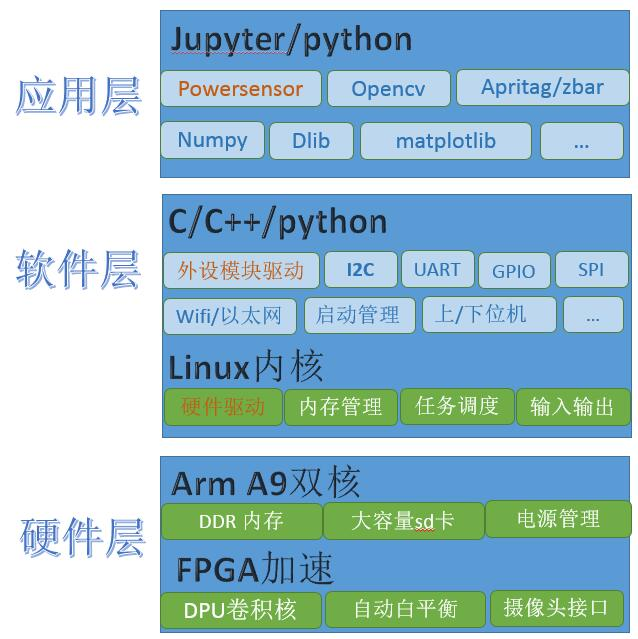 应用层
Jupyter/python
Powersensor Opencv Apritag/zbar
Numpy Dlib matplotlib ...
软件层
C/C++/python
外设模块驱动 I2C UART GPIO SPI
Wifi/以太网 启动管理 上/下位机 ...
Linux内核
硬件驱动 内存管理 任务调度 输入输出
硬件层
Arm A9双核
DDR 内存 大容量sd卡 电源管理
FPGA加速
DPU卷积核 自动白平衡 摄像头接口